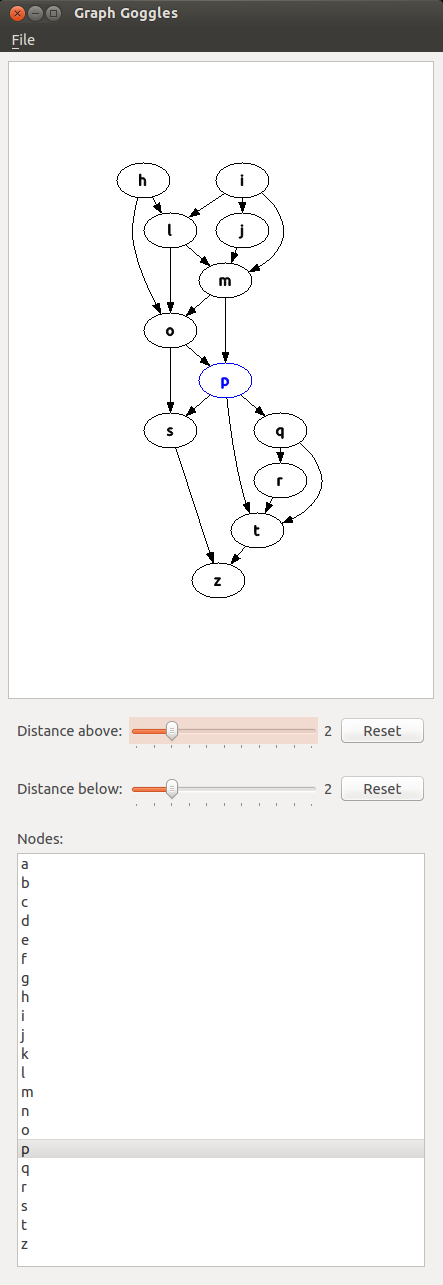 Graph Goggles
File
h i
l j
m
o
p
s q
r
t
z
Distance above: 2 Reset
Distance below: 2 Reset
Nodes:
a
b
c
d
e
f
g
h
i
j
k
l
m
n
o
p
q
r
s
t
z